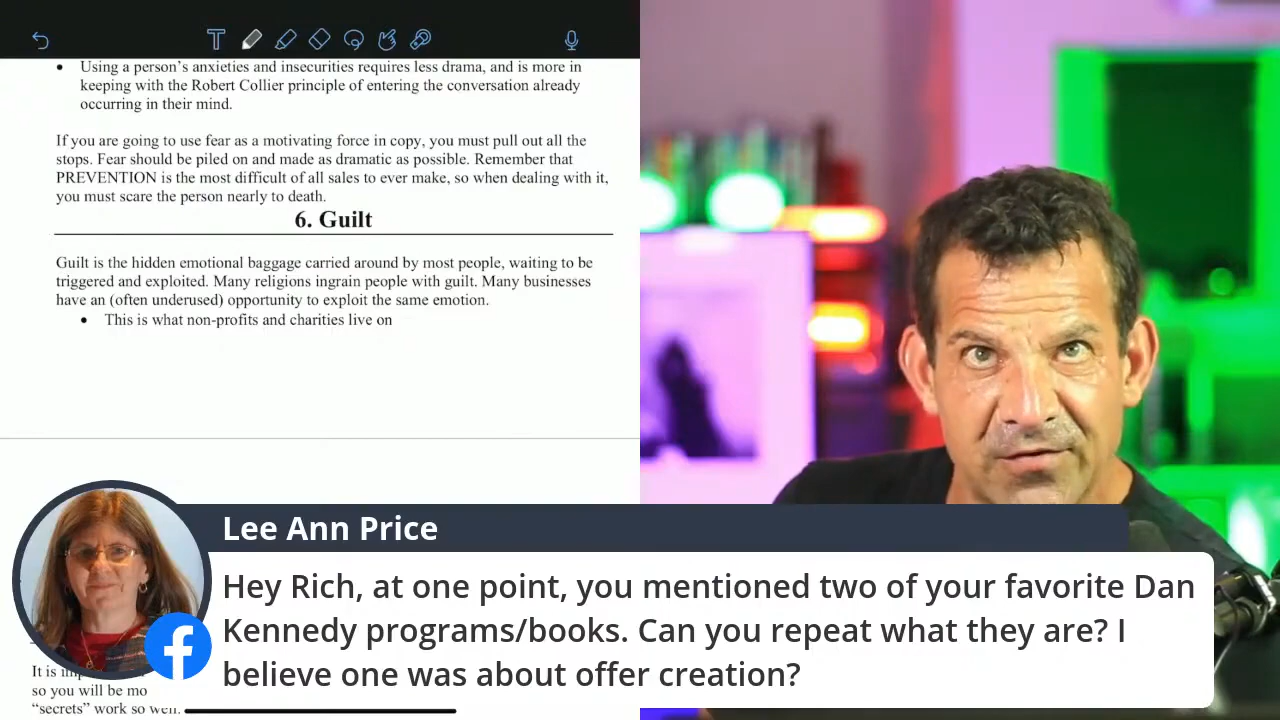 • Using a person's anxieties and insecurities requires less drama, and is more in
keeping with the Robert Collier principle of entering the conversation already
occurring in their mind.
If you are going to use fear as a motivating force in copy, you must pull out all the
stops. Fear should be piled on and made as dramatic as possible. Remember that
PREVENTION is the most difficult of all sales to ever make, so when dealing with it,
you must scare the person nearly to death.
6. Guilt
Guilt is the hidden emotional baggage carried around by most people, waiting to be
triggered and exploited. Many religions ingrain people with guilt. Many businesses
have an (often underused) opportunity to exploit the same emotion.
• This is what non-profits and charities live on
Lee Ann Price
Hey Rich, at one point, you mentioned two of your favorite Dan
Kennedy programs/books. Can you repeat what they are? I
believe one was about offer creation?
It is
so you will be mo
“secrets” work so well.